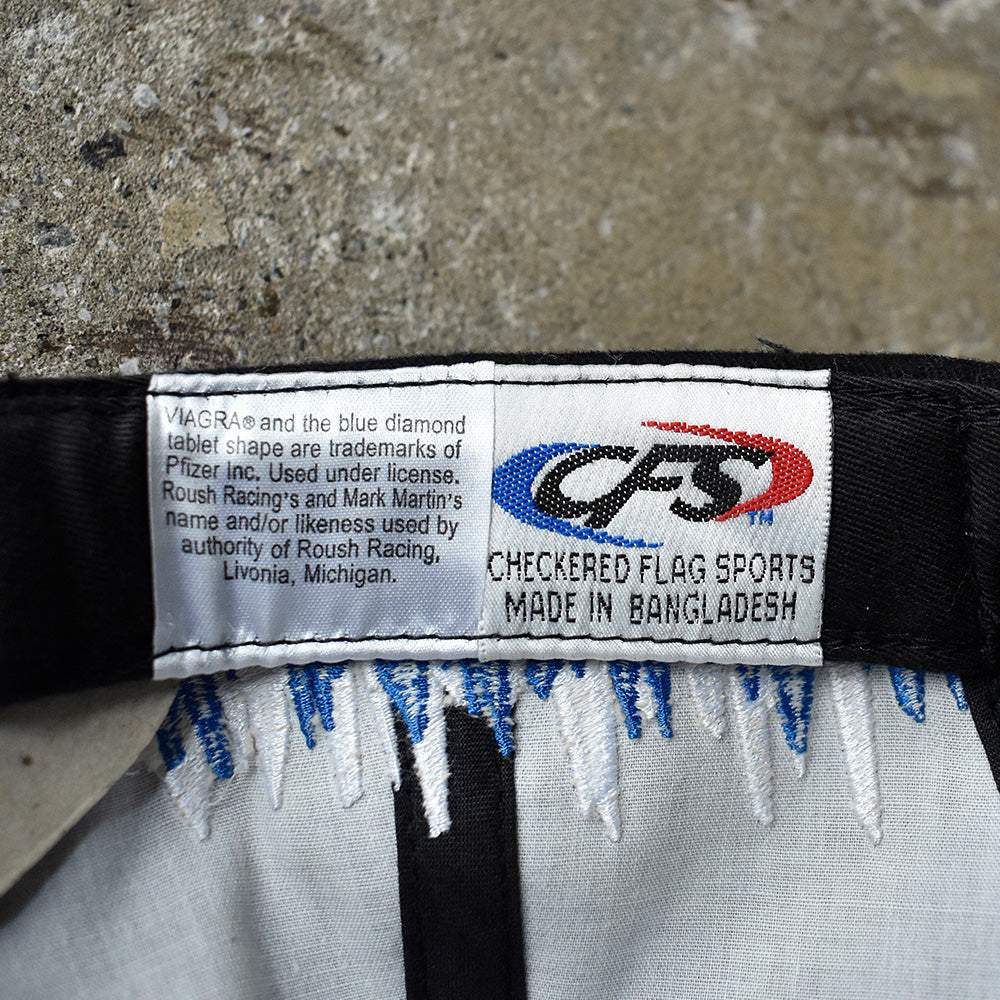 VIAGRA® and the blue diamond
tablet shape are trademarks of
Pfizer Inc. Used under license.
Roush Racing's and Mark Martin's
name and/or likeness used by
authority of Roush Racing,
Livonia, Michigan.
CFS™
CHECKERED FLAG SPORTS
MADE IN BANGLADESH